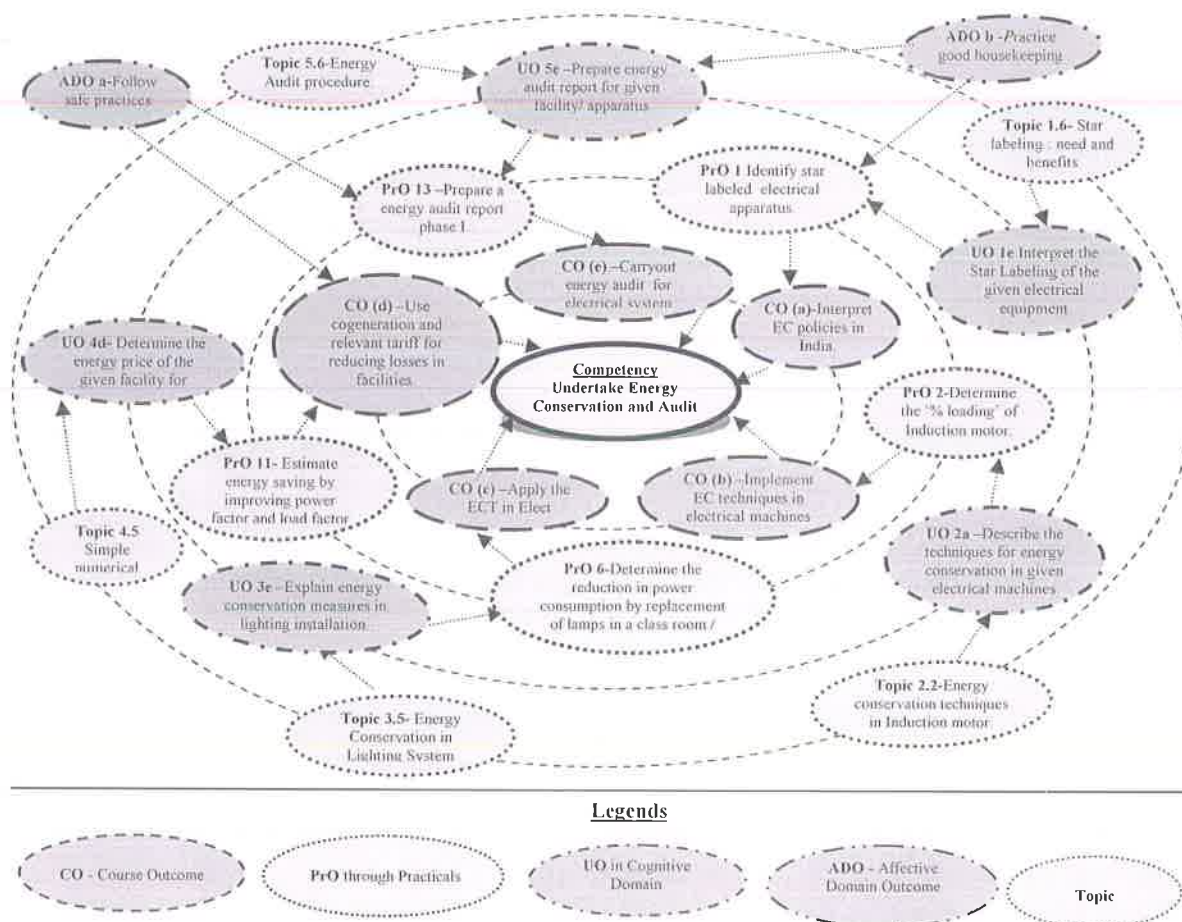 ADO b -Practice
good housekeeping
Topic 5.6-Energy
Audit procedure
UO 5e –Prepare energy
audit report for given
facility/ apparatus
ADO a-Follow
safe practices
Topic 1.6- Star
labeling : need and
benefits
PrO 1 Identify star
labeled electrical
apparatus.
PrO 13 –Prepare a
energy audit report
phase I
UO 1e Interpret the
Star Labeling of the
given electrical
equipment
CO (e) –Carryout
energy audit for
electrical system
CO (d) –Use
cogeneration and
relevant tariff for
reducing losses in
facilities
CO (a)-Interpret
EC policies in
India.
UO 4d- Determine the
energy price of the
given facility for
Competency
Undertake Energy
Conservation and Audit
PrO 2-Determine
the "% loading" of
Induction motor.
PrO 11- Estimate
energy saving by
improving power
factor and load factor
CO (c) –Apply the
ECT in Elect
CO (b) –Implement
EC techniques in
electrical machines
Topic 4.5
Simple
numerical
UO 2a –Describe the
techniques for energy
conservation in given
electrical machines
UO 3e – Explain energy
conservation measures in
lighting installation.
PrO 6-Determine the
reduction in power
consumption by replacement
of lamps in a class room /
Topic 2.2-Energy
conservation techniques
in Induction motor
Topic 3.5- Energy
Conservation in
Lighting System
Legends
CO - Course Outcome
PrO through Practicals
UO in Cognitive
Domain
ADO - Affective
Domain Outcome
Topic